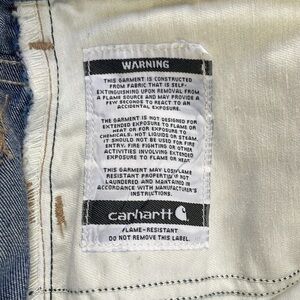 WARNING
THIS GARMENT IS CONSTRUCTED
FROM FABRIC THAT IS SELF-
EXTINGUISHING UPON REMOVAL FROM
A FLAME SOURCE AND MAY PROVIDE A
FEW SECONDS TO REACT TO AN
ACCIDENTAL EXPOSURE.
THE GARMENT IS NOT DESIGNED FOR
EXTENDED EXPOSURE TO FLAME OR
HEAT OR FOR EXPOSURE TO
CHEMICALS, HOT LIQUIDS OR STEAM.
IT SHOULD NOT BE USED FOR FIRE
ENTRY, FIRE FIGHTING OR OTHER
ACTIVITIES INVOLVING EXTENDED
EXPOSURE TO FLAME OR HEAT
THIS GARMENT MAY LOSE FLAME
RESISTANT PROPERTIES IF NOT
LAUNDERED AND MAINTAINED IN
ACCORDANCE WITH MANUFACTURER'S
INSTRUCTIONS.
carhartt
FLAME-RESISTANT
DO NOT REMOVE THIS LABEL.